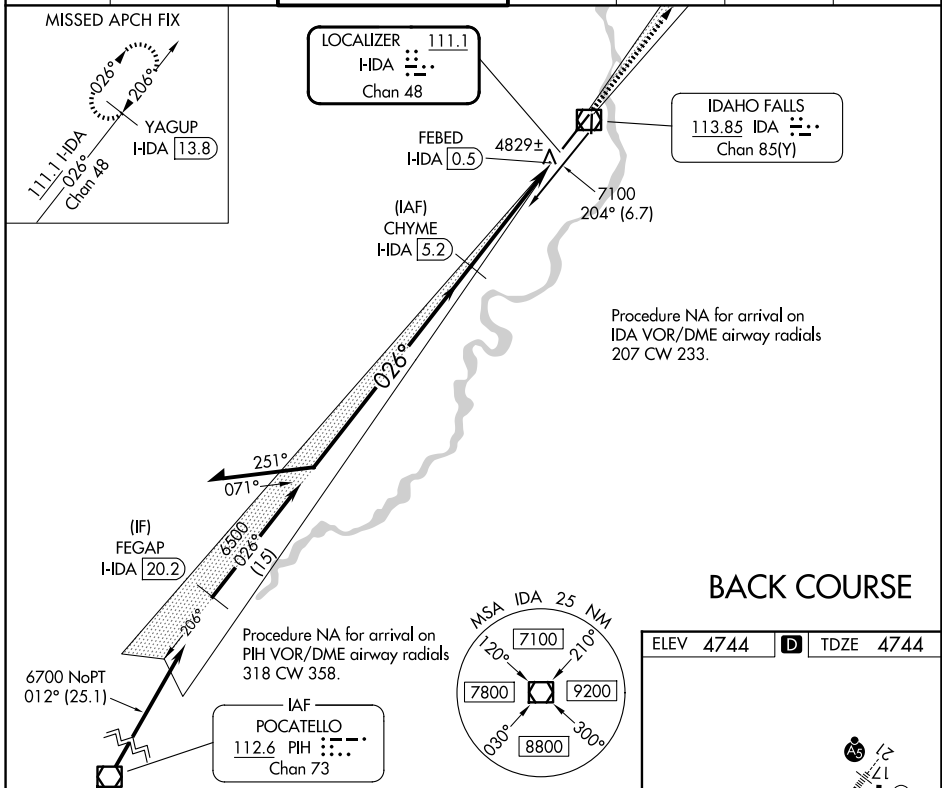 MISSED APCH FIX
026°
206°
YAGUP
I-IDA 13.8
111.1 I-IDA
026°
Chan 48
LOCALIZER 111.1
I-IDA
Chan 48
FEBED
I-IDA 0.5
4829±
IDAHO FALLS
113.85 IDA
Chan 85(Y)
7100
204° (6.7)
(IAF)
CHYME
I-IDA 5.2
Procedure NA for arrival on
IDA VOR/DME airway radials
207 CW 233.
026°
251°
071°
(IF)
FEGAP
I-IDA 20.2
6500
026°
(15)
206°
BACK COURSE
Procedure NA for arrival on
PIH VOR/DME airway radials
318 CW 358.
6700 NoPT
012° (25.1)
IAF
POCATELLO
112.6 PIH
Chan 73
MSA IDA 25 NM
120°
7100
210°
7800
9200
030°
8800
300°
ELEV 4744 D TDZE 4744
A5
21
17